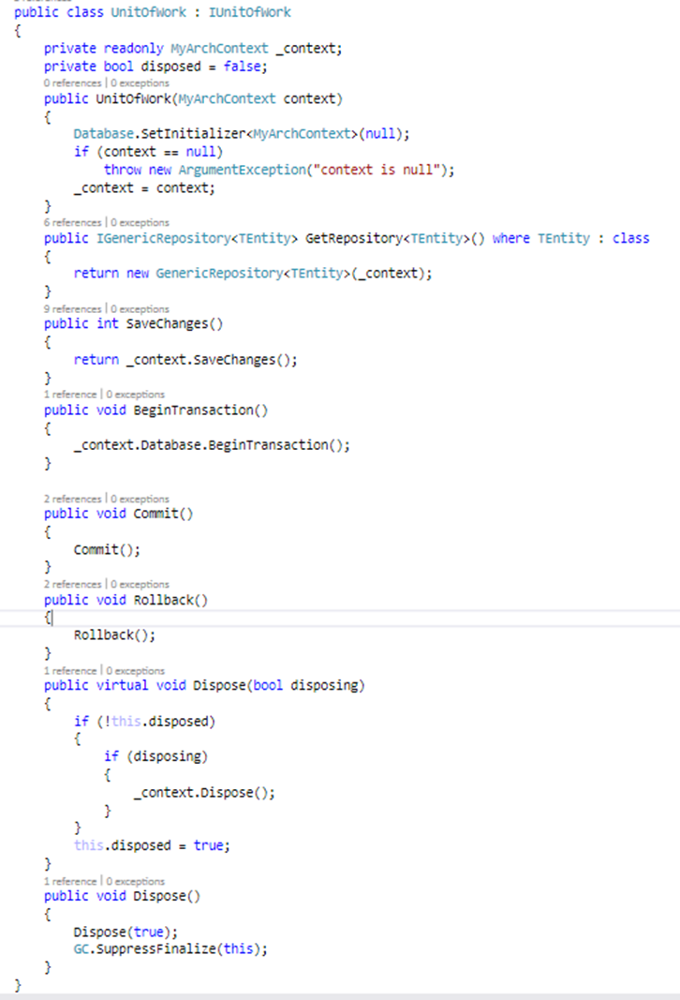 public class UnitOfWork : IUnitOfWork
{
private readonly MyArchContext _context;
private bool disposed = false;
0 references | 0 exceptions
public UnitOfWork(MyArchContext context)
{
Database.SetInitializer<MyArchContext>(null);
if (context == null)
throw new ArgumentException("context is null");
_context = context;
}
6 references | 0 exceptions
public IGenericRepository<TEntity> GetRepository<TEntity>() where TEntity : class
{
return new GenericRepository<TEntity>(_context);
}
9 references | 0 exceptions
public int SaveChanges()
{
return _context.SaveChanges();
}
1 reference | 0 exceptions
public void BeginTransaction()
{
_context.Database.BeginTransaction();
}
2 references | 0 exceptions
public void Commit()
{
Commit();
}
2 references | 0 exceptions
public void Rollback()
{
Rollback();
}
1 reference | 0 exceptions
public virtual void Dispose(bool disposing)
{
if (!this.disposed)
{
if (disposing)
{
_context.Dispose();
}
}
this.disposed = true;
}
1 reference | 0 exceptions
public void Dispose()
{
Dispose(true);
GC.SuppressFinalize(this);
}
}